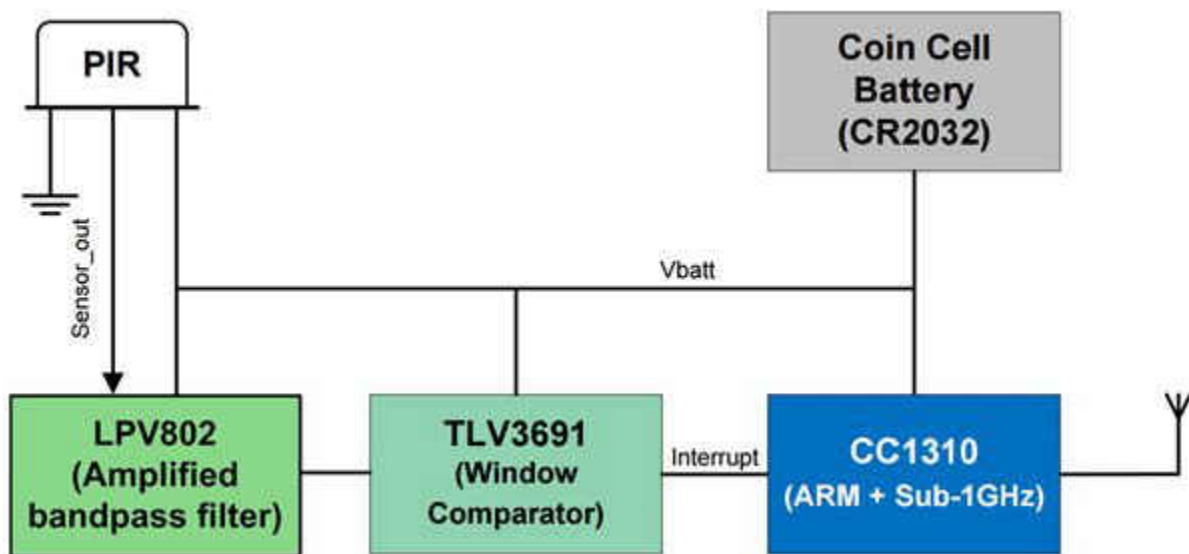 PIR
Coin Cell
Battery
(CR2032)
Sensor_out
Vbatt
LPV802
(Amplified
bandpass filter)
TLV3691
(Window
Comparator)
Interrupt
CC1310
(ARM + Sub-1GHz)